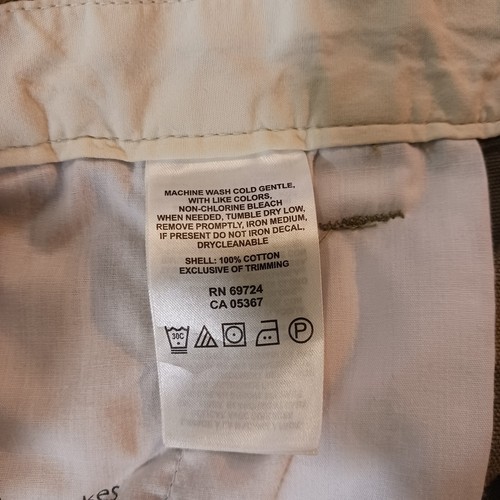 MACHINE WASH COLD GENTLE,
WITH LIKE COLORS,
NON-CHLORINE BLEACH
WHEN NEEDED, TUMBLE DRY LOW,
REMOVE PROMPTLY, IRON MEDIUM,
IF PRESENT DO NOT IRON DECAL,
DRYCLEANABLE
SHELL: 100% COTTON
EXCLUSIVE OF TRIMMING
RN 69724
CA 05367
30C
P